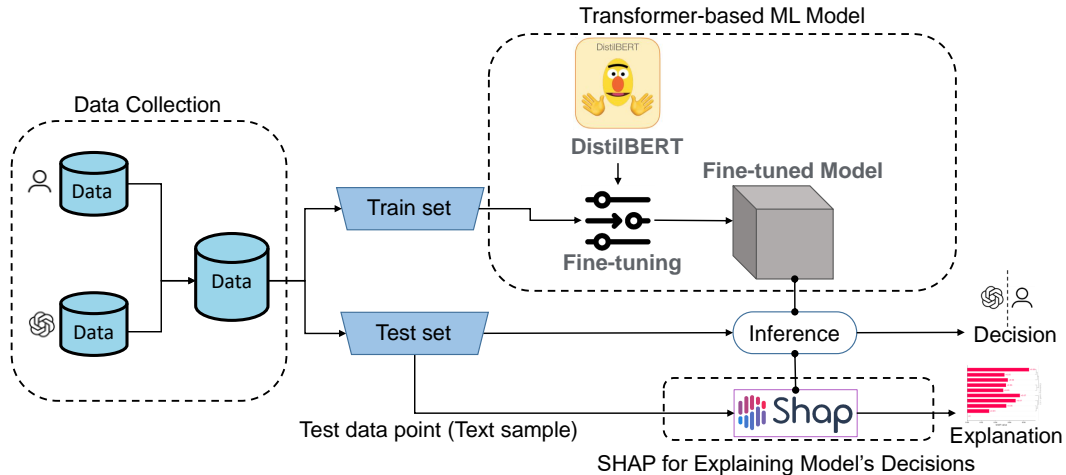 Transformer-based ML Model
DistilBERT
Data Collection
DistilBERT
Data
Fine-tuned Model
Train set
Data
Fine-tuning
Data
Test set
Inference
Decision
Shap
Test data point (Text sample)
Explanation
SHAP for Explaining Model's Decisions